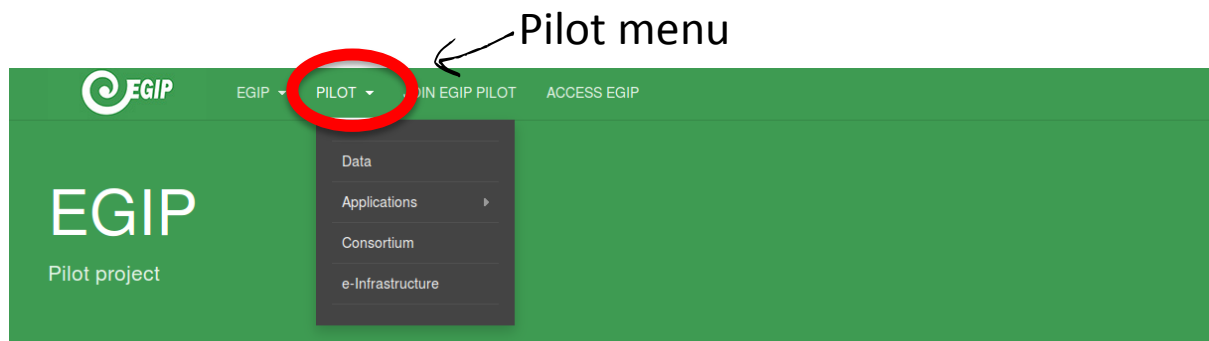 Pilot menu
EGIP EGIP PILOT JOIN EGIP PILOT ACCESS EGIP
Data
Applications
Consortium
e-Infrastructure
EGIP
Pilot project